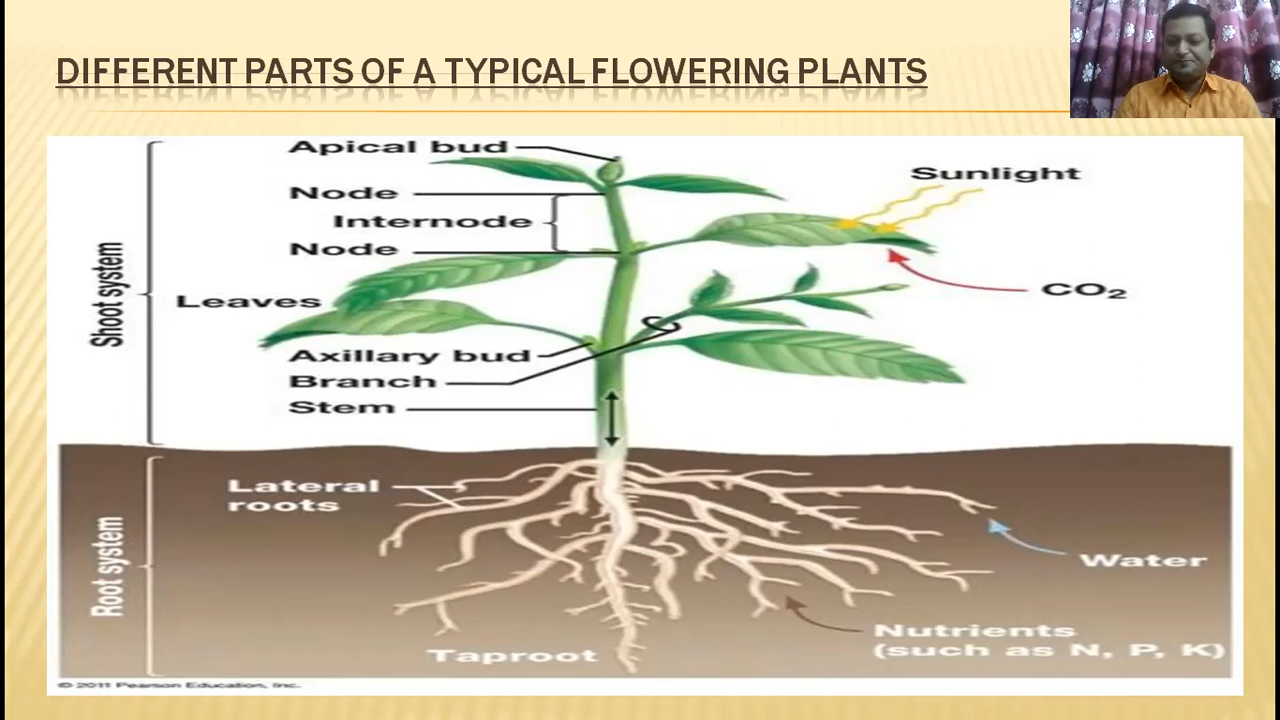 DIFFERENT PARTS OF A TYPICAL FLOWERING PLANTS
Apical bud
Sunlight
Node
Internode
Node
CO₂
Leaves
Shoot system
Axillary bud
Branch
Stem
Lateral
roots
Root system
Water
Nutrients
(such as N, P, K)
Taproot
© 2011 Pearson Education, Inc.